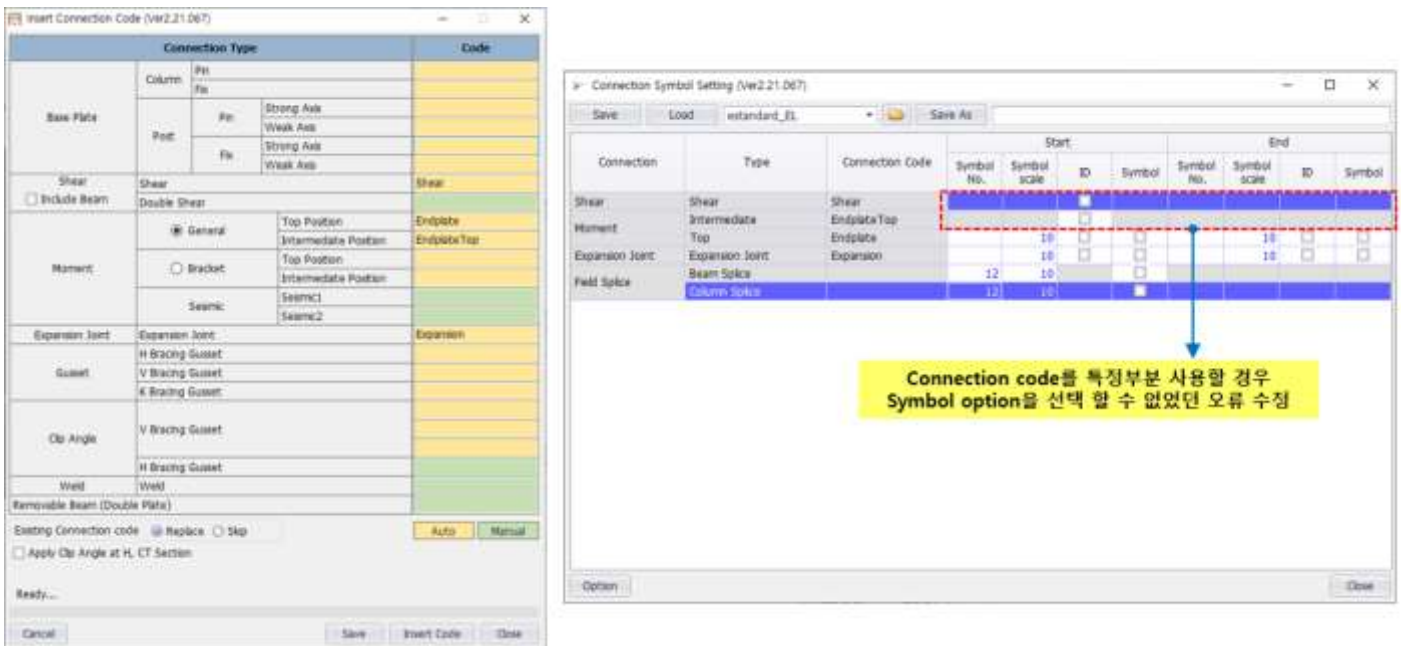 Insert Connection Code (Ver2.21.067)
Connection Type Code
Base Plate
Column
Pin
Fix
Post
Pin
Strong Axis
Weak Axis
Fix
Strong Axis
Weak Axis
Shear
Include Beam
Shear
Shear
Double Shear
Moment
General
Top Position
Endplate
Intermediate Position
EndplateTop
Bracket
Top Position
Intermediate Position
Seismic
Seismic1
Seismic2
Expansion Joint
Expansion Joint
Expansion
Gusset
H Bracing Gusset
V Bracing Gusset
K Bracing Gusset
Clip Angle
V Bracing Gusset
H Bracing Gusset
Weld
Weld
Removable Beam (Double Plate)
Existing Connection code Replace Skip
Auto Manual
Apply Clip Angle at H, CT Section
Ready...
Cancel Save Insert Code Close
Connection Symbol Setting (Ver2.21.067)
Save Load estandard_EL Save As
Connection Type Connection Code
Start End
Symbol No. Symbol scale ID Symbol Symbol No. Symbol scale ID Symbol
Shear Shear Shear
Moment
Intermediate EndplateTop
Top Endplate 10 10
Expansion Joint Expansion Joint Expansion 10 10
Field Splice
Beam Splice 12 10
Column Splice 12 10
Connection code를 특정부분 사용할 경우
Symbol option을 선택 할 수 없었던 오류 수정
Option Close